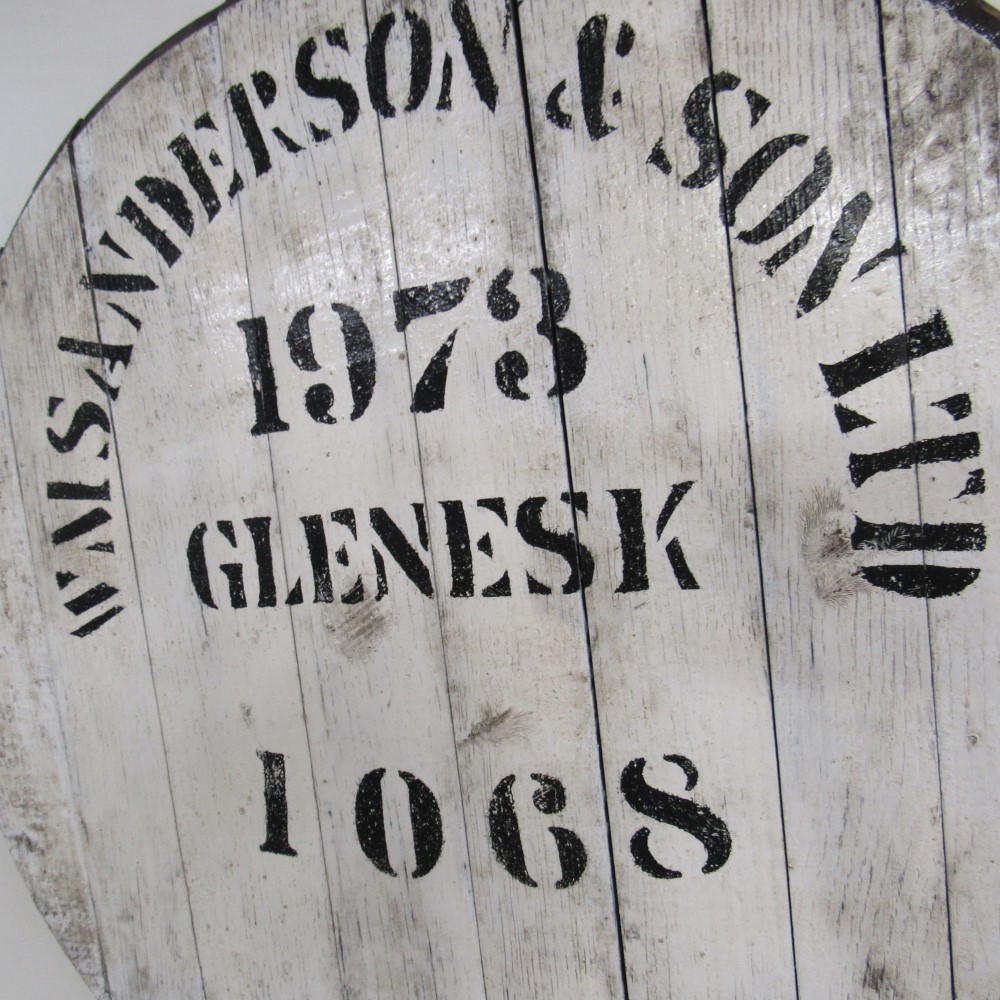 WM SANDERSON & SON LTD
1973
GLENESK
1068